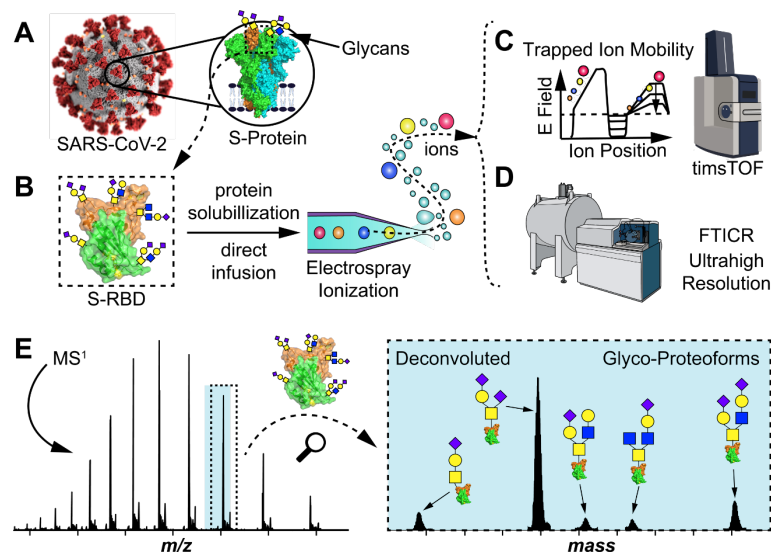 A
SARS-CoV-2
S-Protein
Glycans
B
S-RBD
protein
solubillization
direct
infusion
Electrospray
Ionization
ions
C
Trapped Ion Mobility
E Field
Ion Position
timsTOF
D
FTICR
Ultrahigh
Resolution
E
MS¹
m/z
Deconvoluted
Glyco-Proteoforms
mass